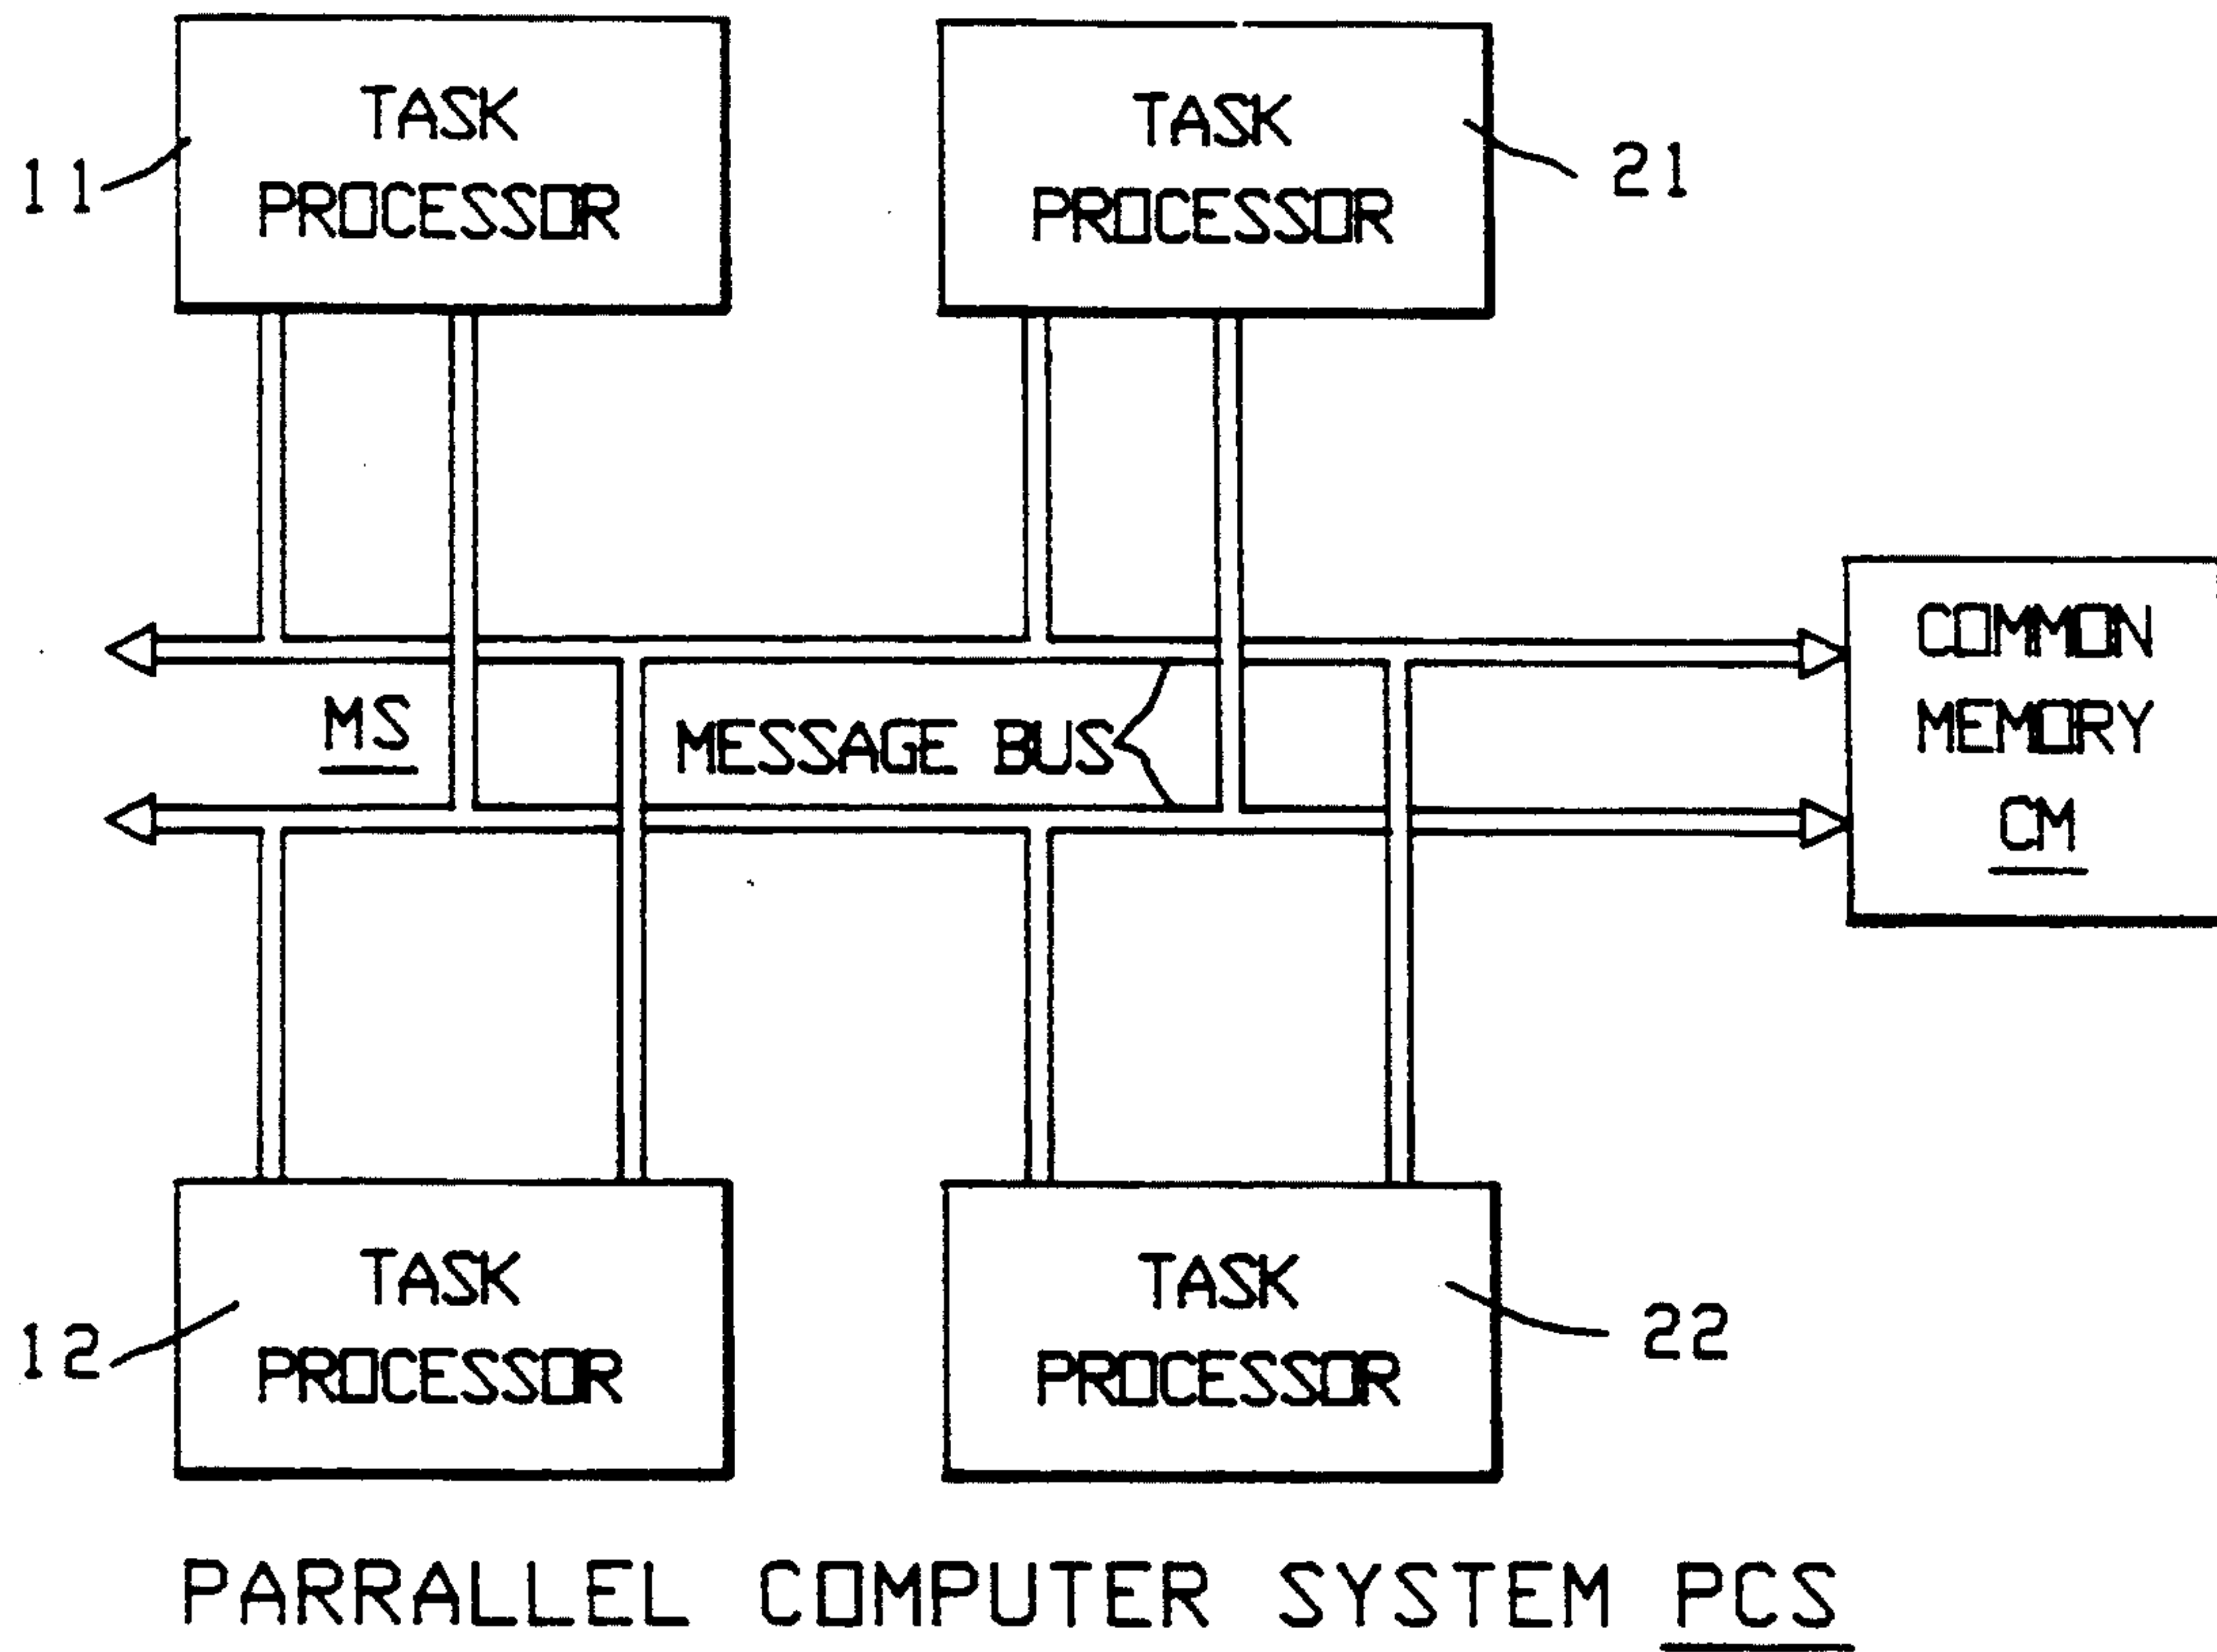 TASK
PROCESSOR
11
TASK
PROCESSOR
21
MS
MESSAGE BUS
COMMON
MEMORY
CM
TASK
PROCESSOR
12
TASK
PROCESSOR
22
PARRALLEL COMPUTER SYSTEM PCS